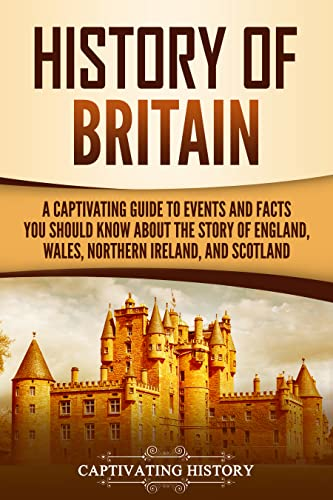 HISTORY OF
BRITAIN
A CAPTIVATING GUIDE TO EVENTS AND FACTS
YOU SHOULD KNOW ABOUT THE STORY OF ENGLAND,
WALES, NORTHERN IRELAND, AND SCOTLAND
CAPTIVATING HISTORY